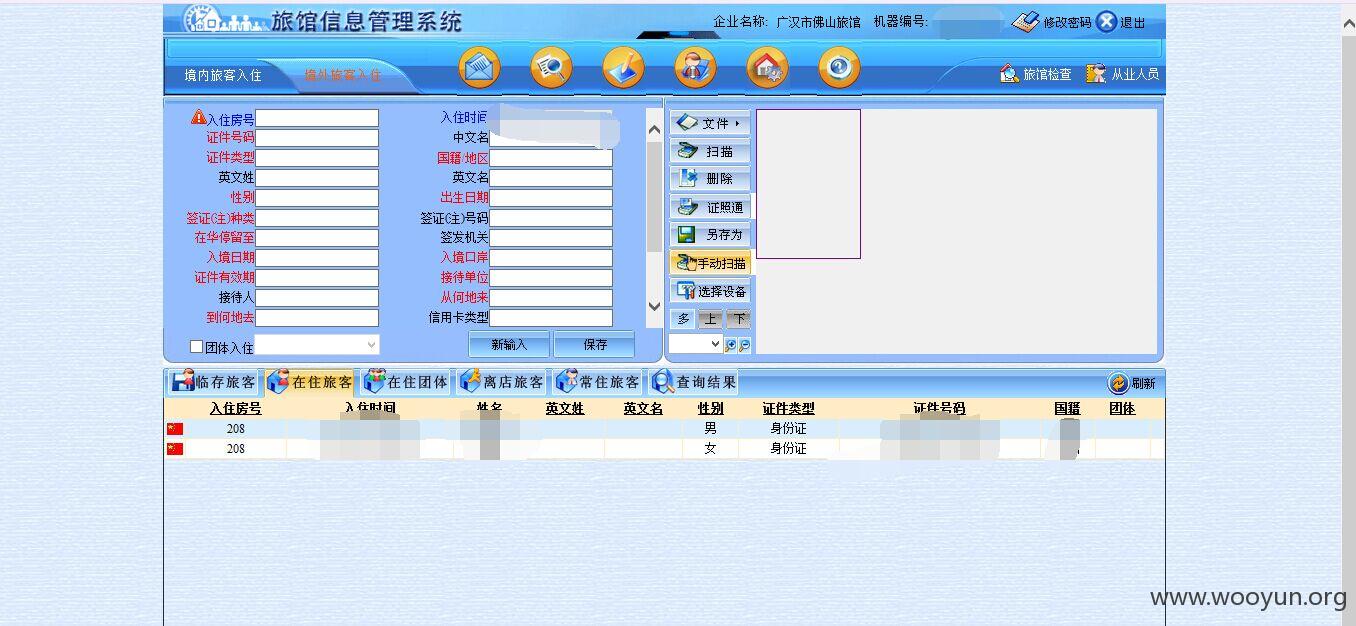 旅馆信息管理系统 企业名称: 广汉市佛山旅馆 机器编号: 修改密码 退出
境内旅客入住 境外旅客入住 旅馆检查 从业人员
入住房号 入住时间
证件号码 中文名
证件类型 国籍/地区
英文姓 英文名
性别 出生日期
签证(注)种类 签证(注)号码
在华停留至 签发机关
入境日期 入境口岸
证件有效期 接待单位
接待人 从何地来
到何地去 信用卡类型
团体入住 新输入 保存
文件
扫描
删除
证照通
另存为
手动扫描
选择设备
多 上 下
临存旅客 在住旅客 在住团体 离店旅客 常住旅客 查询结果 刷新
入住房号 入住时间 姓名 英文姓 英文名 性别 证件类型 证件号码 国籍 团体
208 男 身份证
208 女 身份证
www.wooyun.org